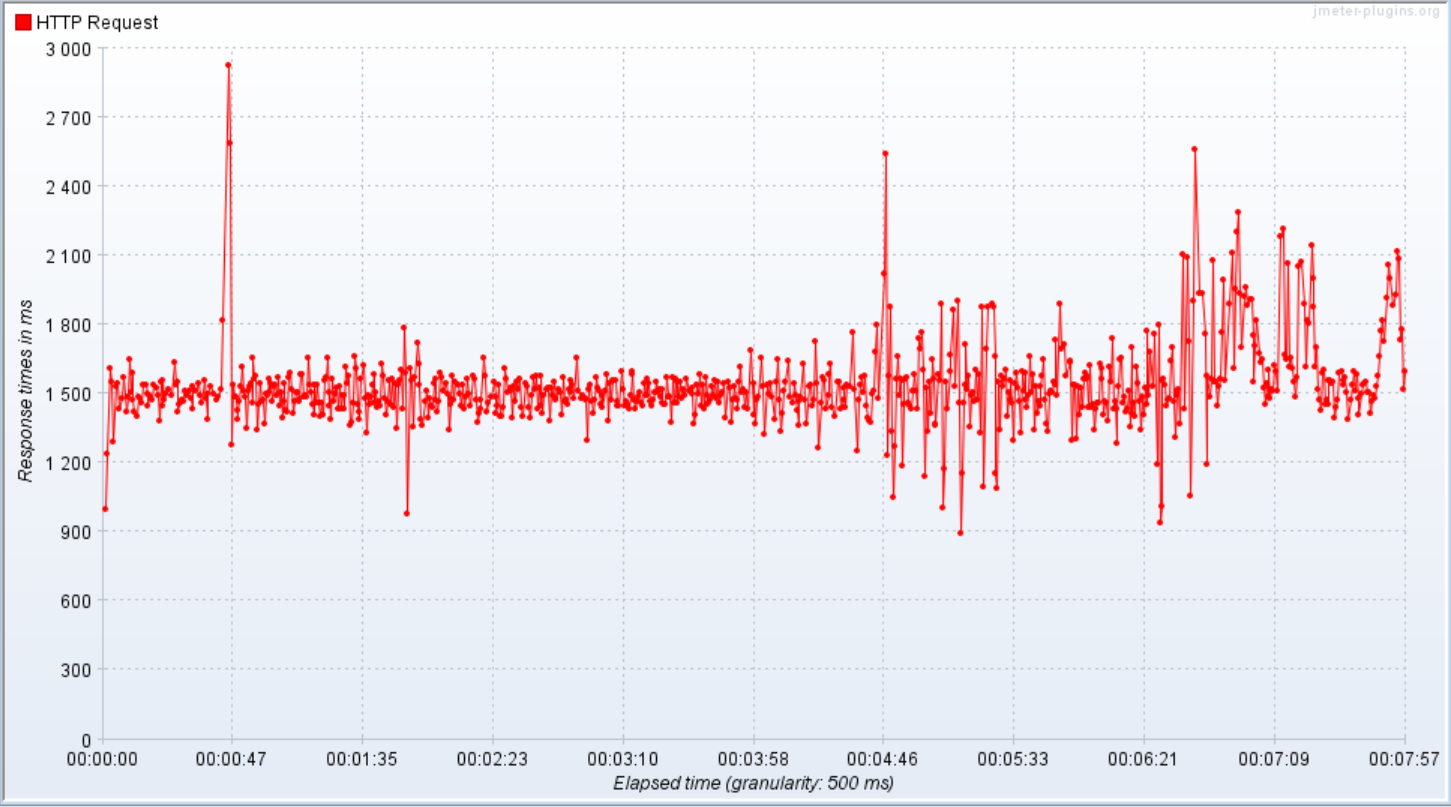 jmeter-plugins.org
HTTP Request
3 000
2 700
2 400
2 100
1 800
1 500
1 200
900
600
300
0
Response times in ms
00:00:00 00:00:47 00:01:35 00:02:23 00:03:10 00:03:58 00:04:46 00:05:33 00:06:21 00:07:09 00:07:57
Elapsed time (granularity: 500 ms)